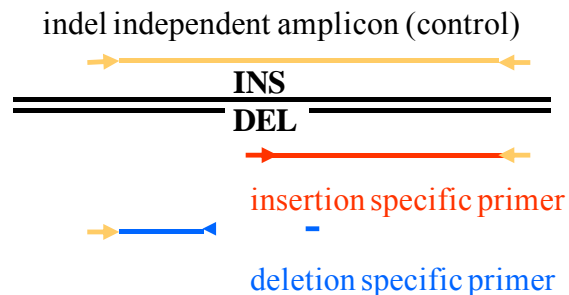 indel independent amplicon (control)
INS
DEL
insertion specific primer
deletion specific primer